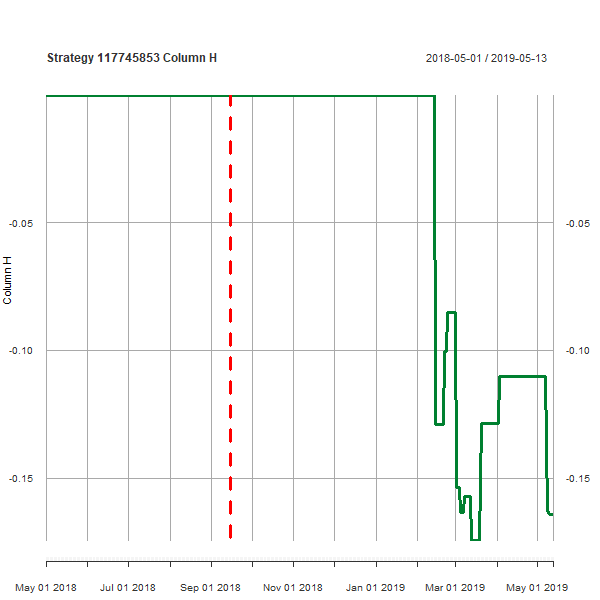 Strategy 117745853 Column H
2018-05-01 / 2019-05-13
-0.05
-0.05
Column H
-0.10
-0.10
-0.15
-0.15
May 01 2018
Jul 01 2018
Sep 01 2018
Nov 01 2018
Jan 01 2019
Mar 01 2019
May 01 2019